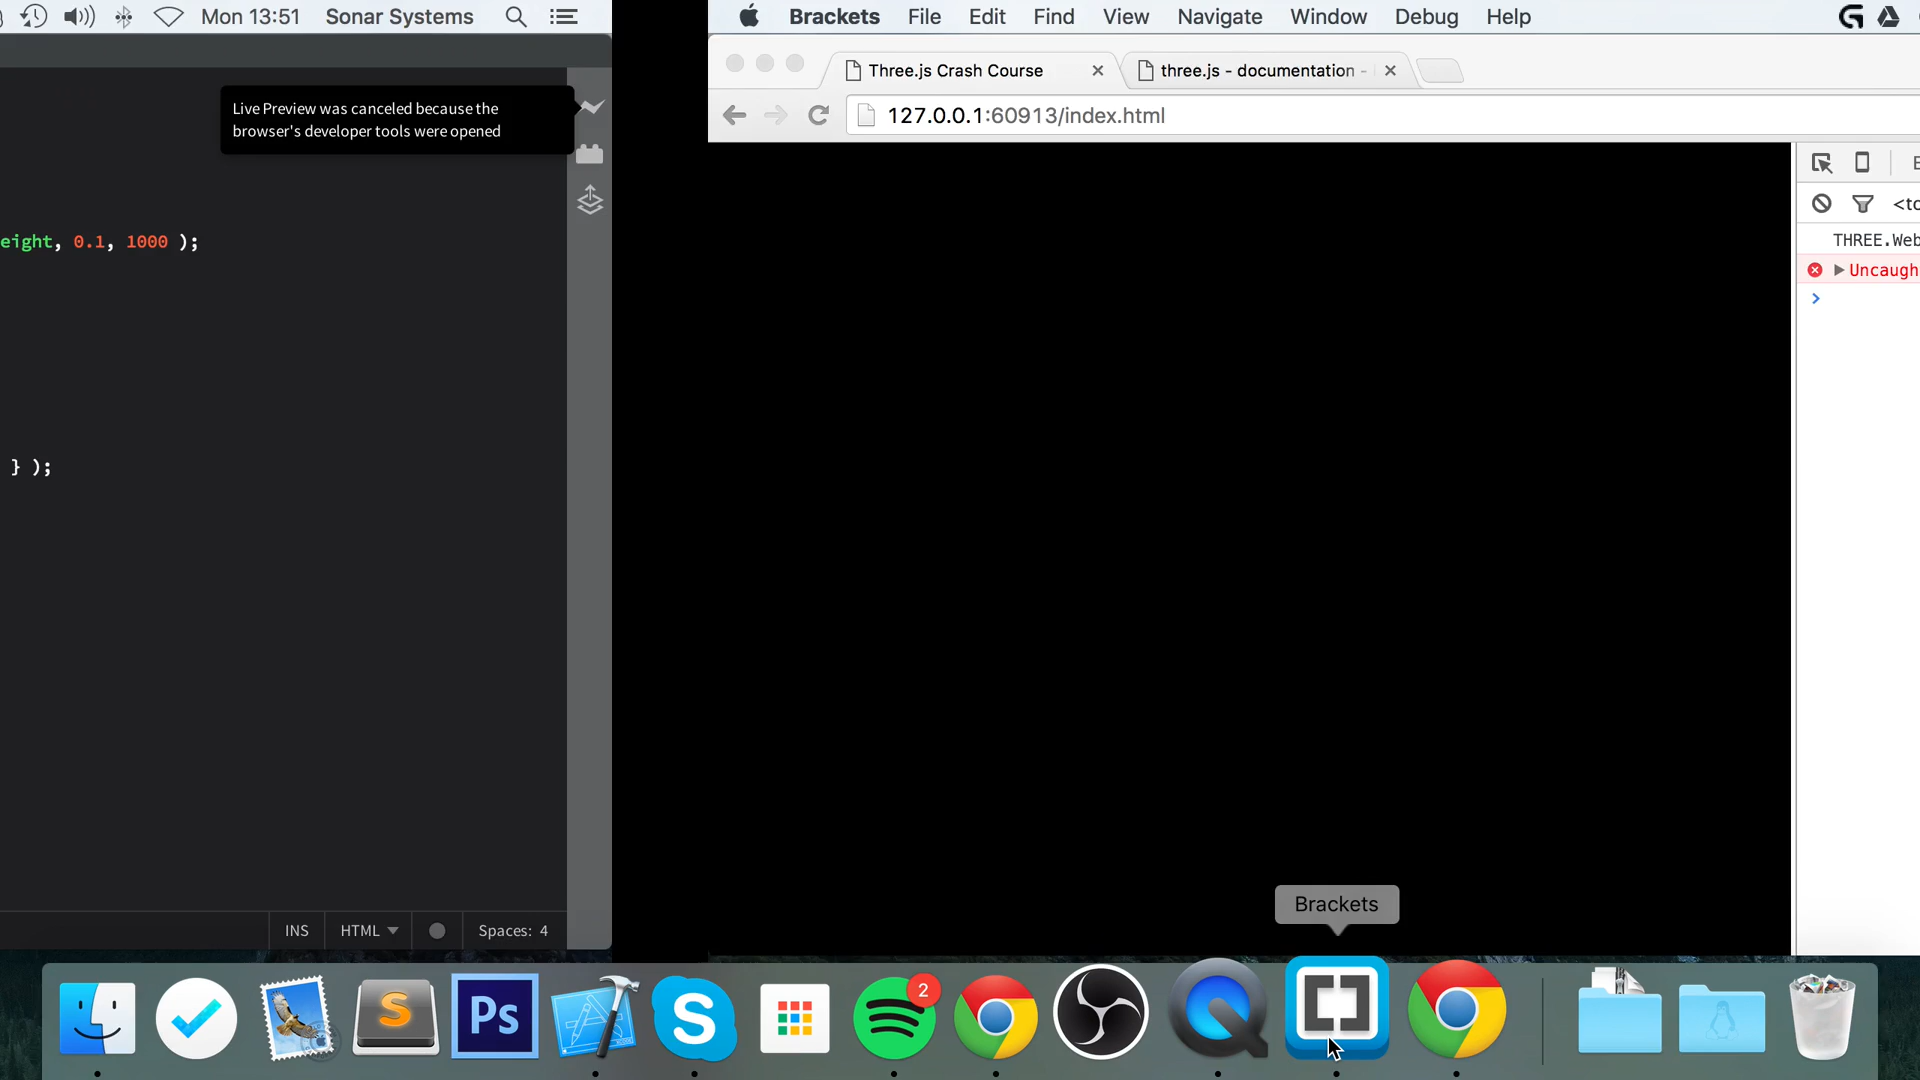 Mon 13:51 Sonar Systems
Brackets File Edit Find View Navigate Window Debug Help
Three.js Crash Course
three.js - documentation -
127.0.0.1:60913/index.html
Live Preview was canceled because the
browser's developer tools were opened
eight, 0.1, 1000 );
} );
<to
THREE.Web
Uncaugh
INS HTML Spaces: 4
Brackets
S
Ps
2